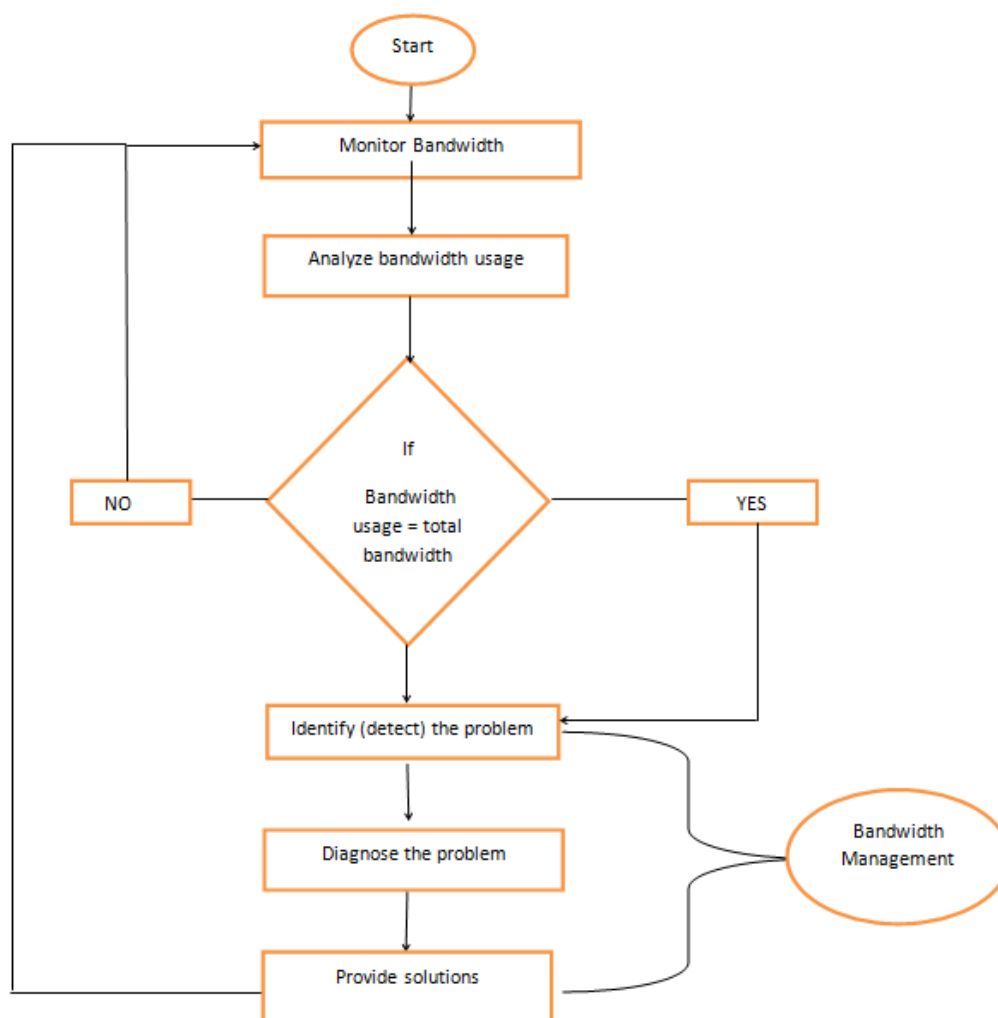 Start
Monitor Bandwidth
Analyze bandwidth usage
If
Bandwidth
usage = total
bandwidth
NO
YES
Identify (detect) the problem
Diagnose the problem
Bandwidth
Management
Provide solutions